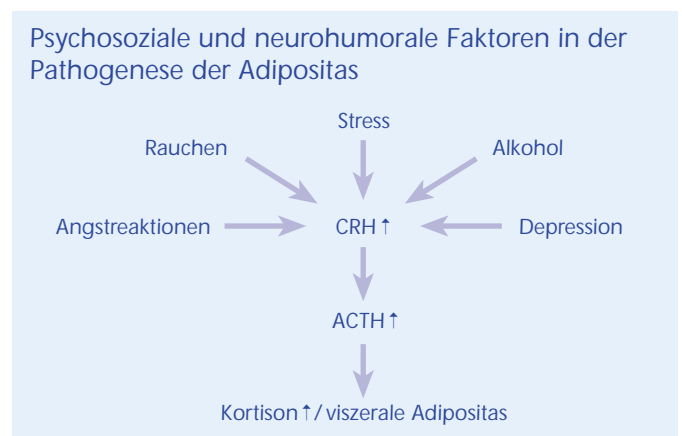 Psychosoziale und neurohumorale Faktoren in der
Pathogenese der Adipositas
Stress
Rauchen
Alkohol
Angstreaktionen
CRH↑
Depression
ACTH↑
Kortison↑/viszerale Adipositas